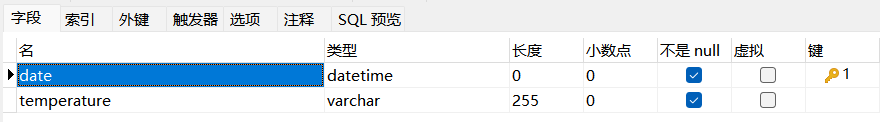 字段 索引 外键 触发器 选项 注释 SQL 预览
名 类型 长度 小数点 不是 null 虚拟 键
date datetime 0 0 1
temperature varchar 255 0